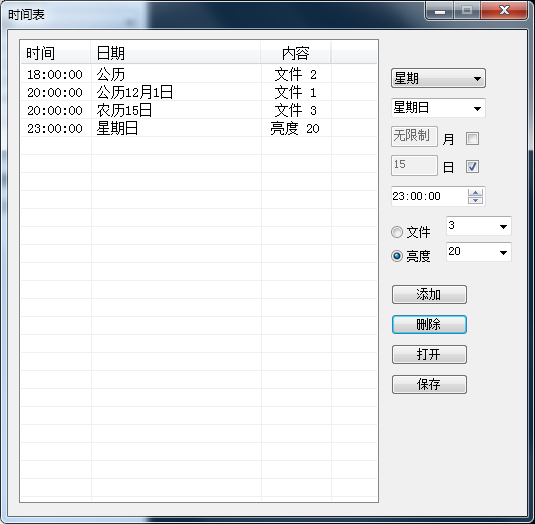 时间表
时间 日期 内容
18:00:00 公历 文件 2
20:00:00 公历12月1日 文件 1
20:00:00 农历15日 文件 3
23:00:00 星期日 亮度 20
星期
星期日
无限制 月
15 日
23:00:00
文件 3
亮度 20
添加
删除
打开
保存